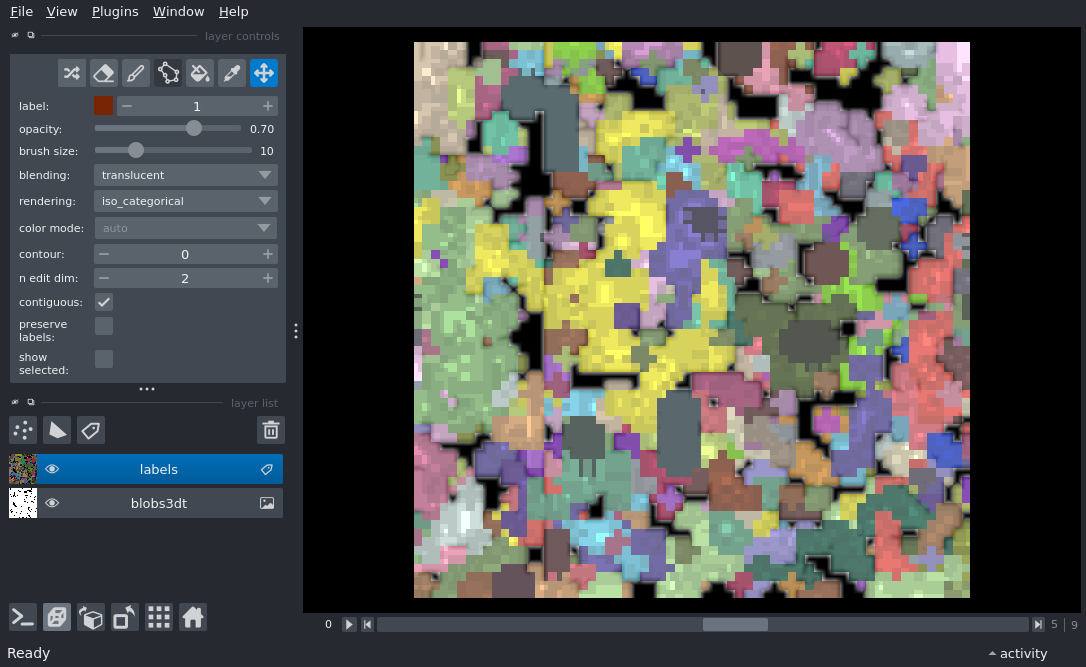 File View Plugins Window Help
layer controls
label: 1
opacity: 0.70
brush size: 10
blending: translucent
rendering: iso_categorical
color mode: auto
contour: 0
n edit dim: 2
contiguous:
preserve
labels:
show
selected:
layer list
labels
blobs3dt
0 5 9
Ready activity